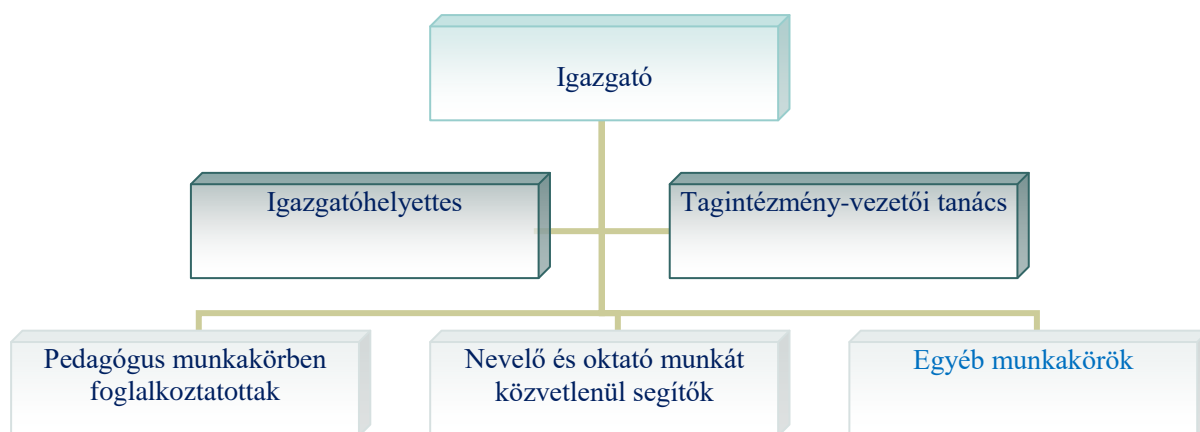 Igazgató
Igazgatóhelyettes
Tagintézmény-vezetői tanács
Pedagógus munkakörben
foglalkoztatottak
Nevelő és oktató munkát
közvetlenül segítők
Egyéb munkakörök